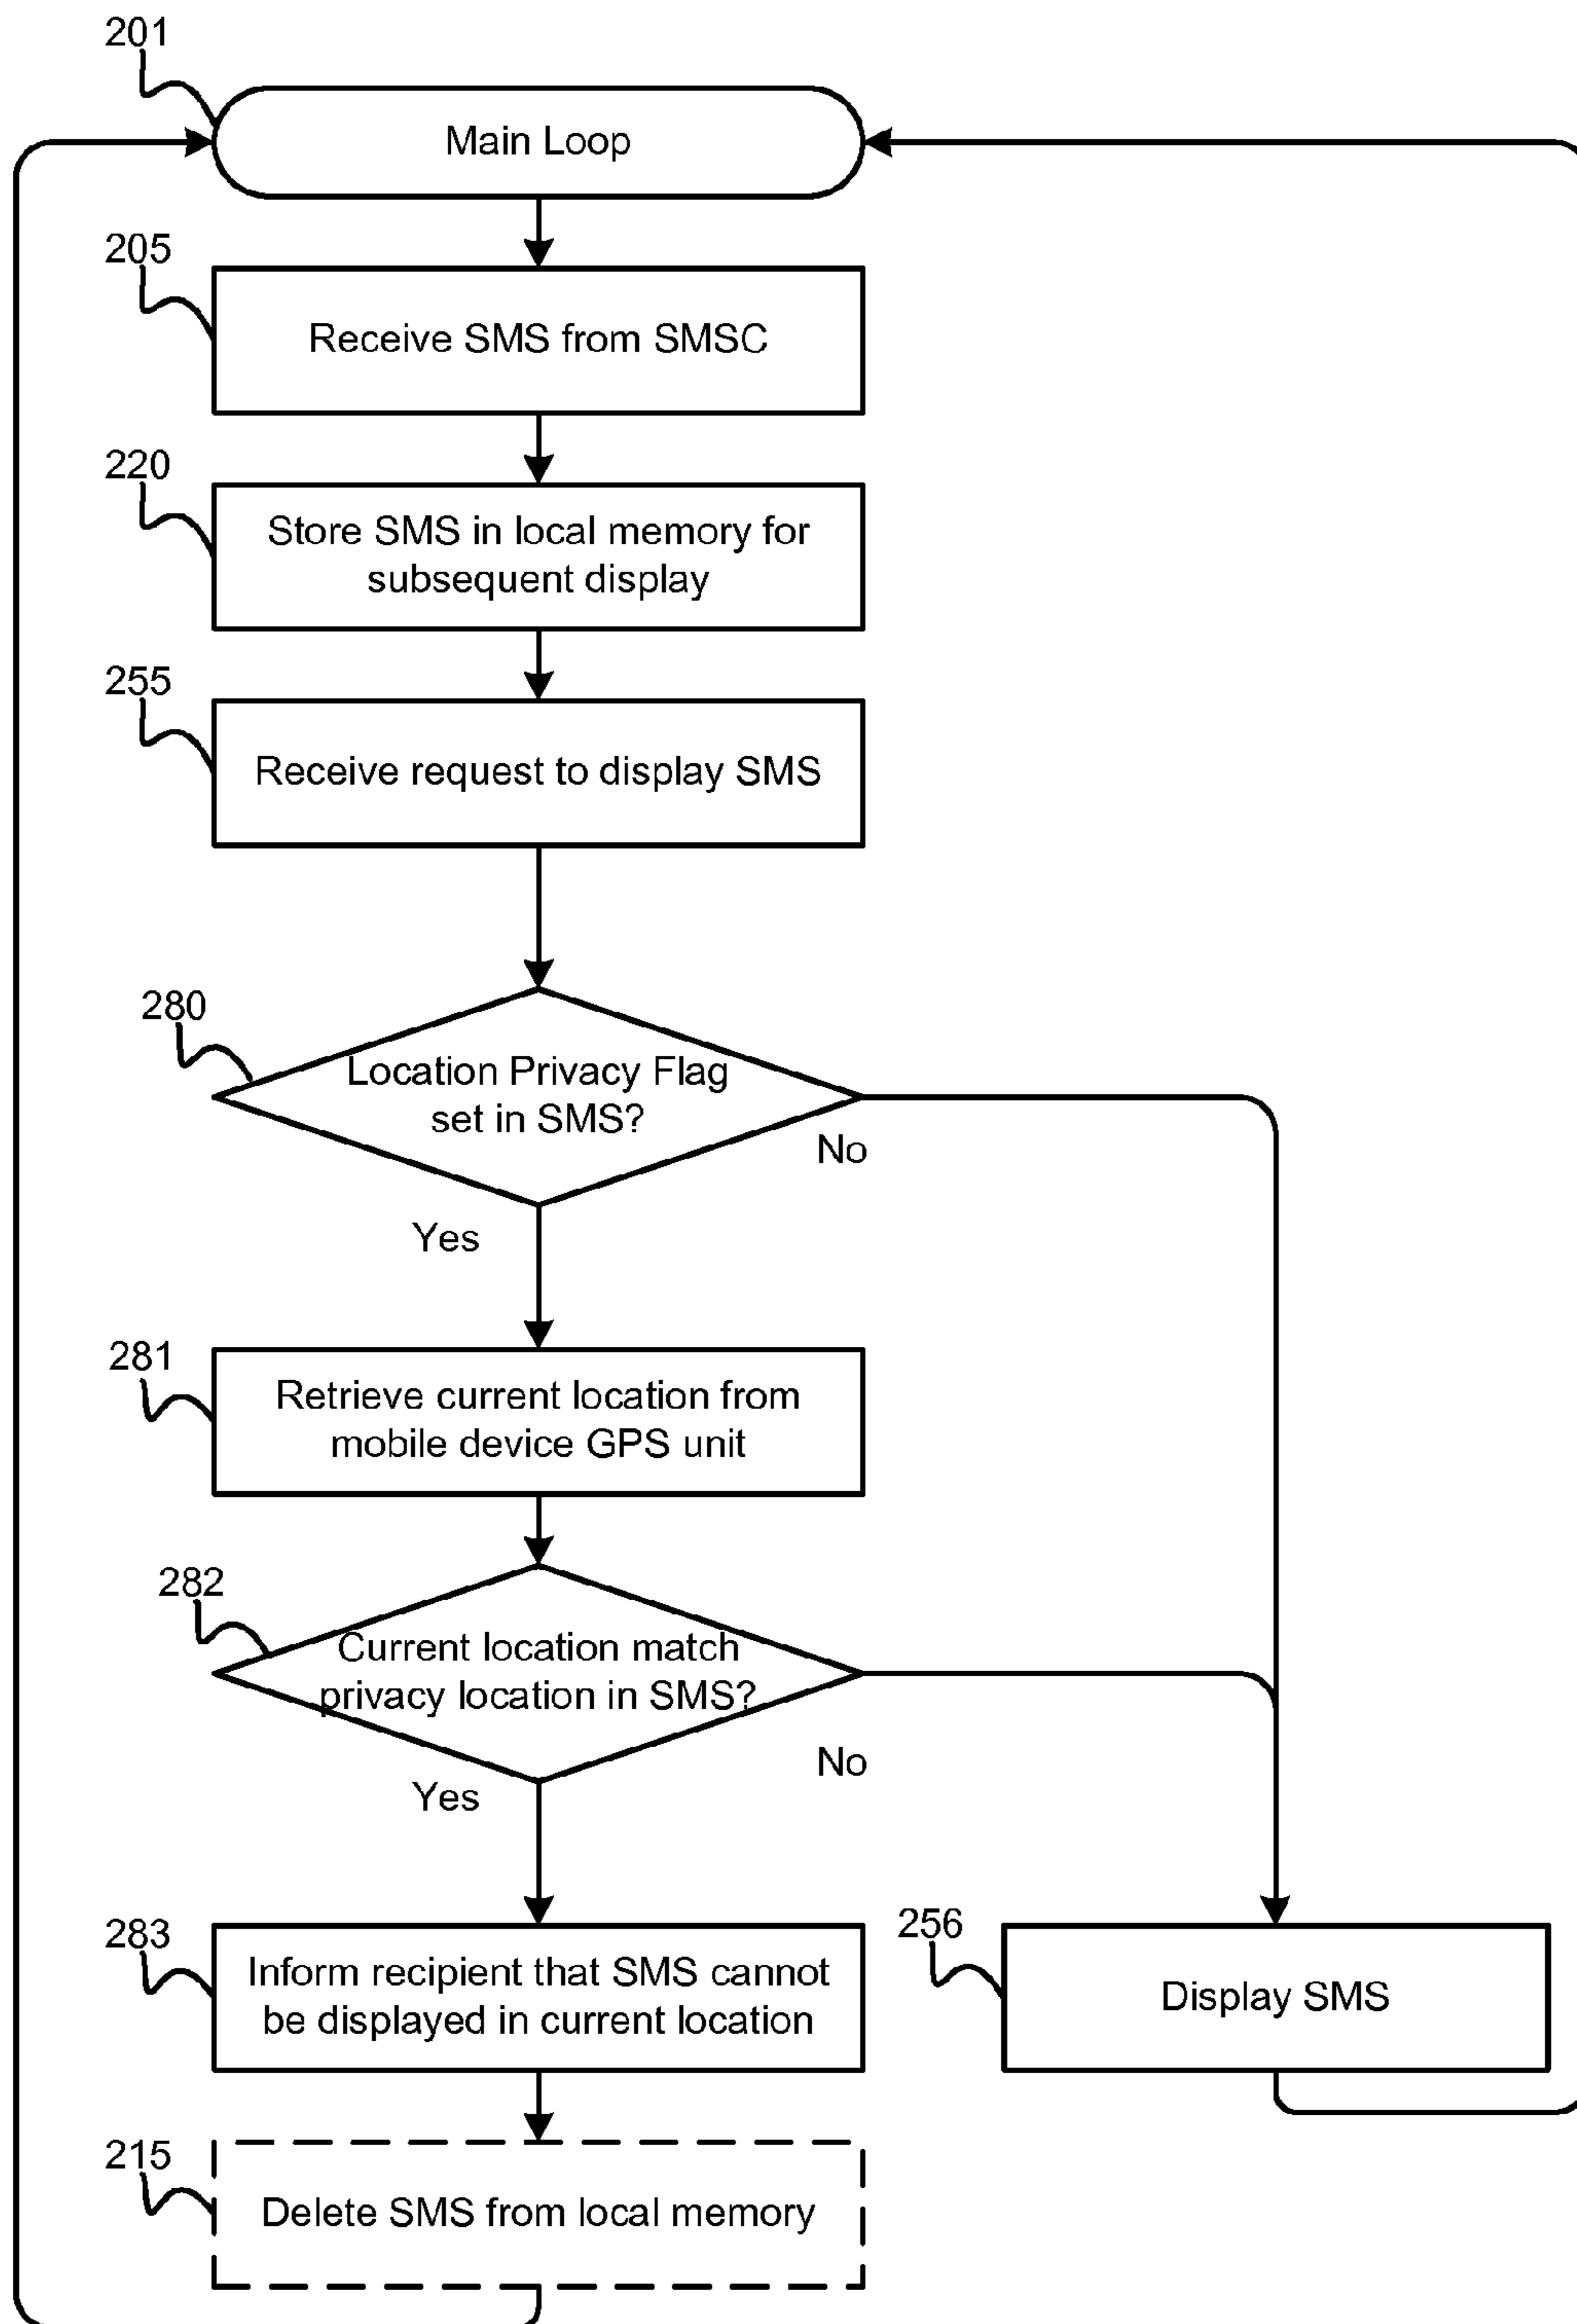 201
Main Loop
205
Receive SMS from SMSC
220
Store SMS in local memory for
subsequent display
255
Receive request to display SMS
280
Location Privacy Flag
set in SMS?
No
Yes
281
Retrieve current location from
mobile device GPS unit
282
Current location match
privacy location in SMS?
No
Yes
283
Inform recipient that SMS cannot
be displayed in current location
256
Display SMS
215
Delete SMS from local memory